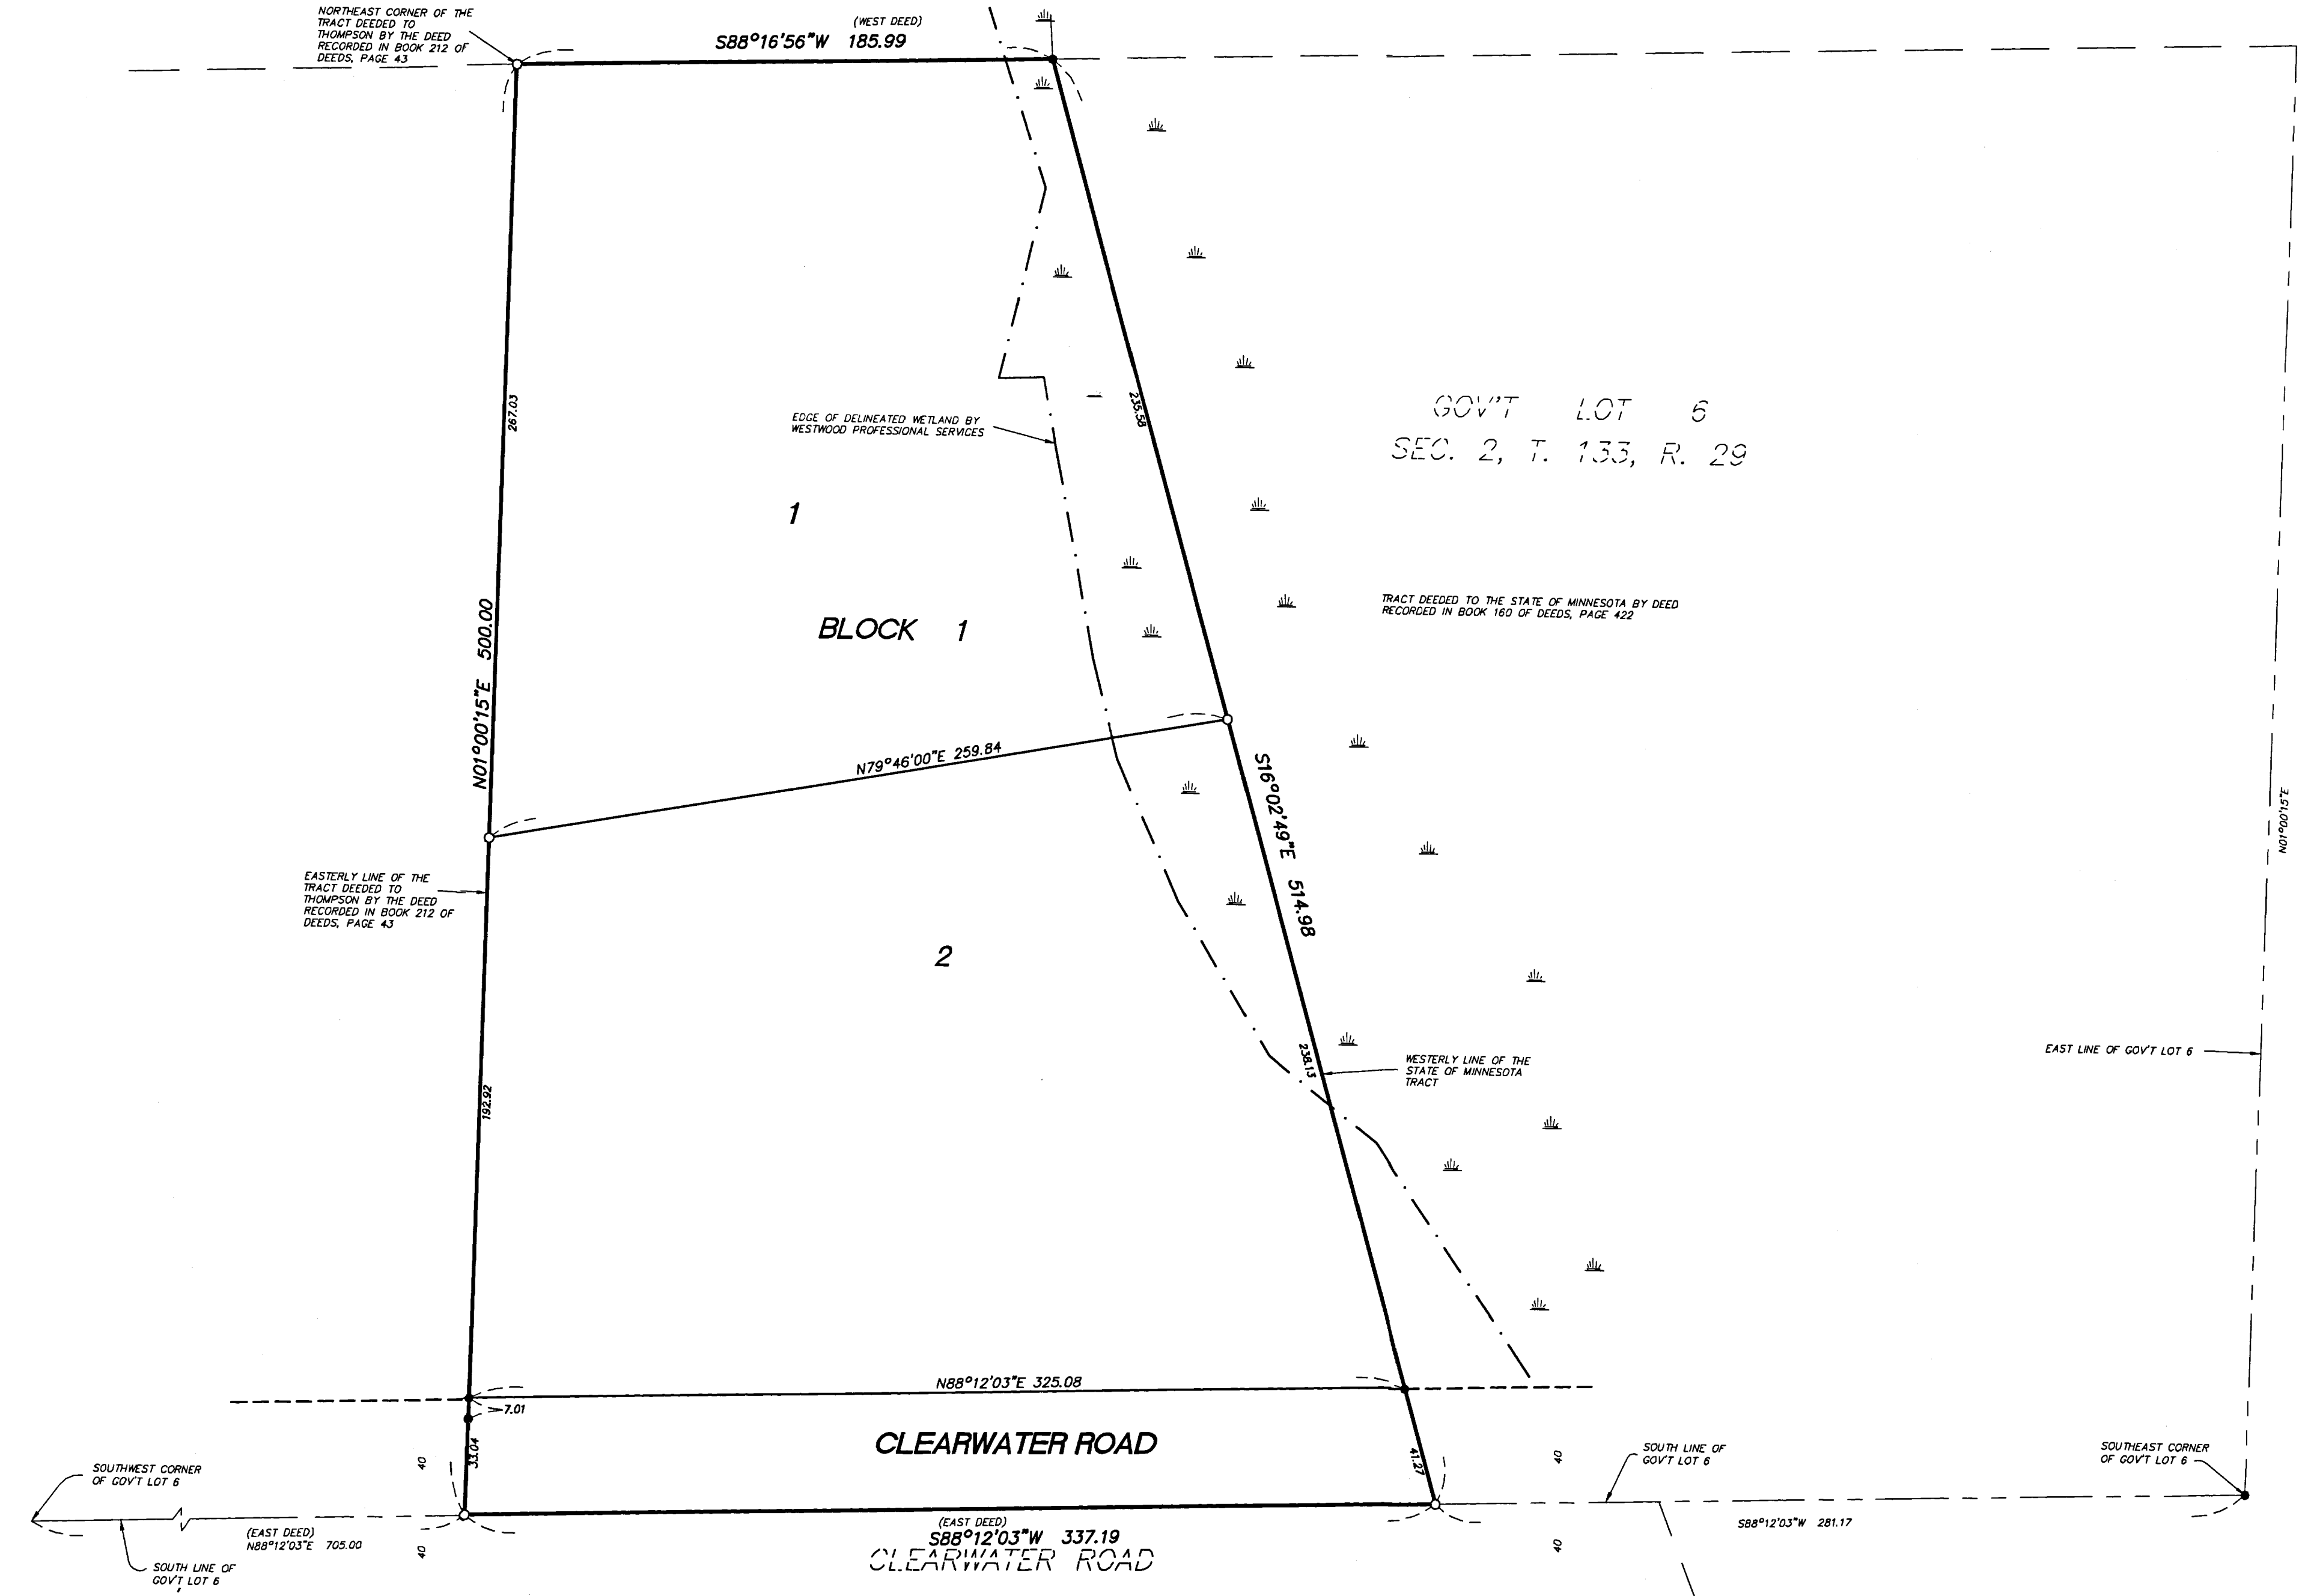 NORTHEAST CORNER OF THE
TRACT DEEDED TO
THOMPSON BY THE DEED
RECORDED IN BOOK 212 OF
DEEDS, PAGE 43
(WEST DEED)
S88°16'56"W 185.99
267.03
235.58
EDGE OF DELINEATED WETLAND BY
WESTWOOD PROFESSIONAL SERVICES
GOV'T LOT 6
SEC. 2, T. 133, R. 29
1
TRACT DEEDED TO THE STATE OF MINNESOTA BY DEED
RECORDED IN BOOK 160 OF DEEDS, PAGE 422
BLOCK 1
N01°00'15"E 500.00
N79°46'00"E 259.84
S16°02'49"E 514.98
N01°00'15"E
EASTERLY LINE OF THE
TRACT DEEDED TO
THOMPSON BY THE DEED
RECORDED IN BOOK 212 OF
DEEDS, PAGE 43
2
192.92
238.13
WESTERLY LINE OF THE
STATE OF MINNESOTA
TRACT
EAST LINE OF GOV'T LOT 6
N88°12'03"E 325.08
7.01
33.04
CLEARWATER ROAD
41.27
40
40
SOUTHWEST CORNER
OF GOV'T LOT 6
SOUTH LINE OF
GOV'T LOT 6
SOUTHEAST CORNER
OF GOV'T LOT 6
(EAST DEED)
N88°12'03"E 705.00
(EAST DEED)
S88°12'03"W 337.19
CLEARWATER ROAD
S88°12'03"W 281.17
40
40
SOUTH LINE OF
GOV'T LOT 6